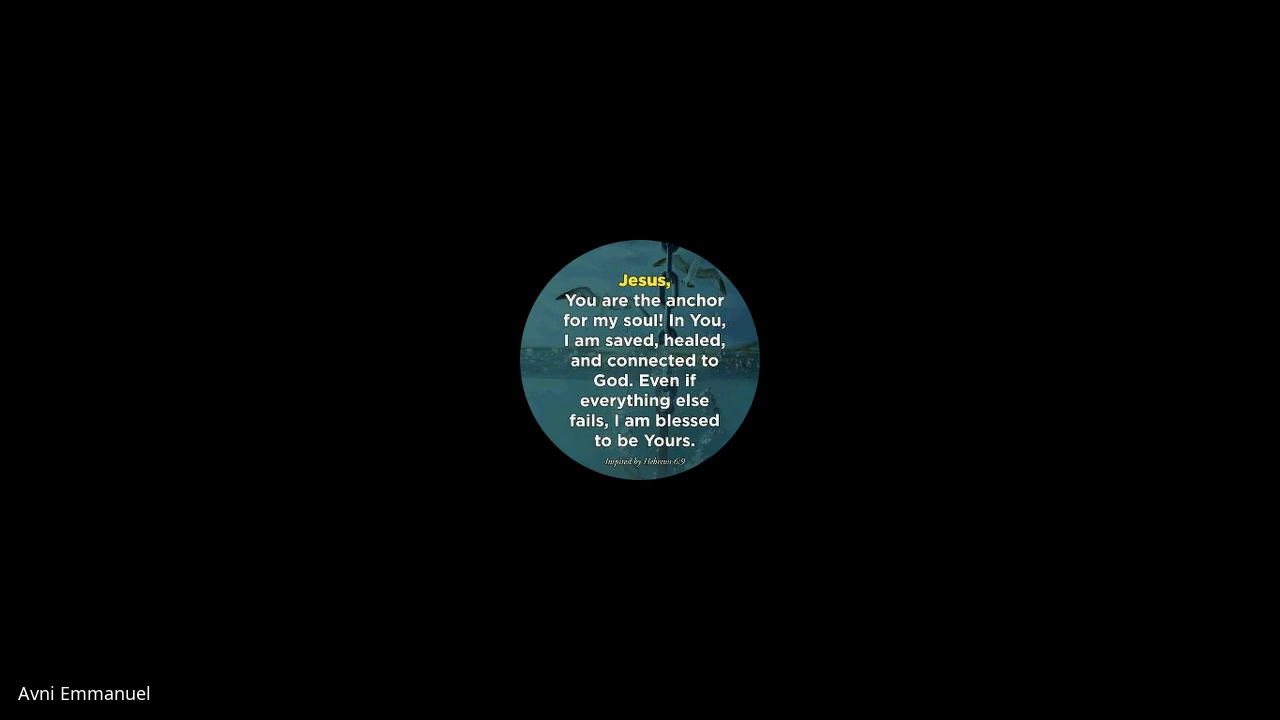 Jesus,
You are the anchor
for my soul! In You,
I am saved, healed,
and connected to
God. Even if
everything else
fails, I am blessed
to be Yours.
Inspired by Hebrews 6:9
Avni Emmanuel